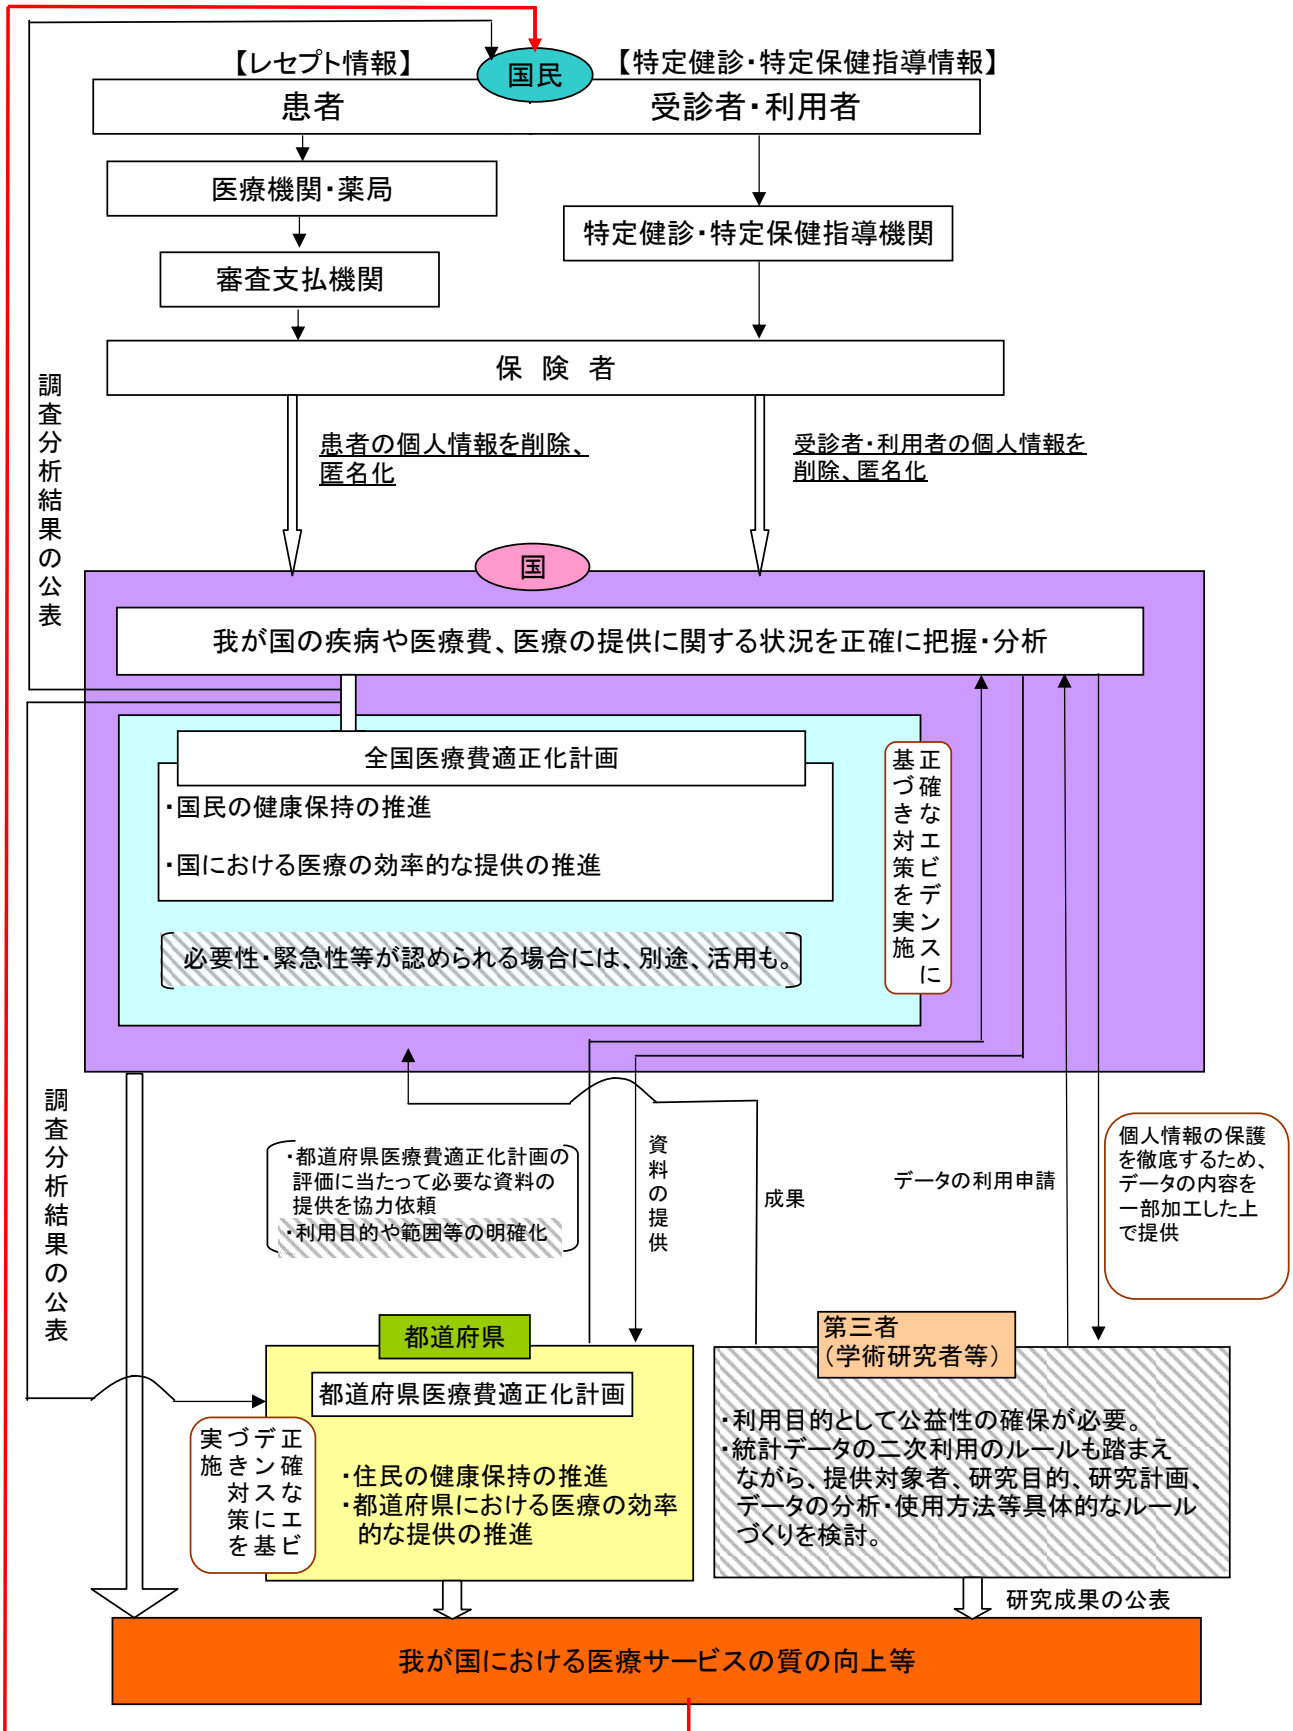 【レセプト情報】
国民
【特定健診・特定保健指導情報】
患者
受診者・利用者
医療機関・薬局
特定健診・特定保健指導機関
審査支払機関
保 険 者
調査分析結果の公表
患者の個人情報を削除、
匿名化
受診者・利用者の個人情報を
削除、匿名化
国
我が国の疾病や医療費、医療の提供に関する状況を正確に把握・分析
全国医療費適正化計画
・国民の健康保持の推進
・国における医療の効率的な提供の推進
正確なエビデンスに
基づき対策を実施
必要性・緊急性等が認められる場合には、別途、活用も。
調査分析結果の公表
・都道府県医療費適正化計画の
評価に当たって必要な資料の
提供を協力依頼
・利用目的や範囲等の明確化
資料の提供
成果
データの利用申請
個人情報の保護
を徹底するため、
データの内容を
一部加工した上
で提供
都道府県
都道府県医療費適正化計画
正確なエビ
デンスに基
づき対策を
実施
・住民の健康保持の推進
・都道府県における医療の効率
的な提供の推進
第三者
(学術研究者等)
・利用目的として公益性の確保が必要。
・統計データの二次利用のルールも踏まえ
ながら、提供対象者、研究目的、研究計画、
データの分析・使用方法等具体的なルール
づくりを検討。
研究成果の公表
我が国における医療サービスの質の向上等